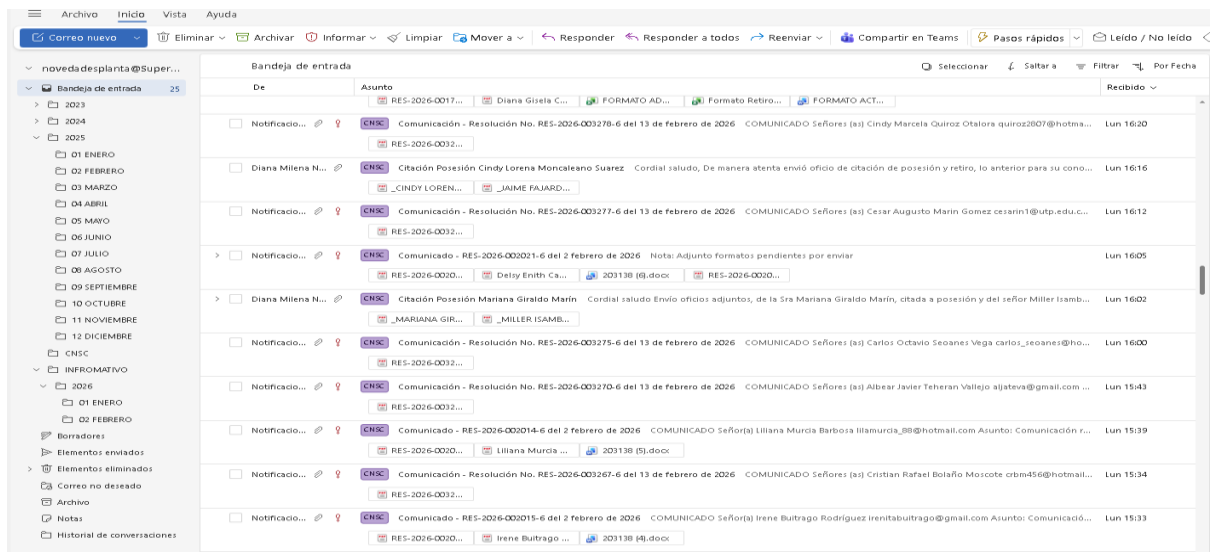 Archivo Inicio Vista Ayuda
Correo nuevo Eliminar Archivar Informar Limpiar Mover a Responder Responder a todos Reenviar Compartir en Teams Pasos rápidos Leído / No leído
novedadesplanta@Super...
Bandeja de entrada 25
2023
2024
2025
01 ENERO
02 FEBRERO
03 MARZO
04 ABRIL
05 MAYO
06 JUNIO
07 JULIO
08 AGOSTO
09 SEPTIEMBRE
10 OCTUBRE
11 NOVIEMBRE
12 DICIEMBRE
CNSC
INFROMATIVO
2026
01 ENERO
02 FEBRERO
Borradores
Elementos enviados
Elementos eliminados
Correo no deseado
Archivo
Notas
Historial de conversaciones
Bandeja de entrada Seleccionar Saltar a Filtrar Por Fecha
De Asunto Recibido
RES-2026-0017... Diana Gisela C... FORMATO AD... Formato Retiro... FORMATO ACT...
Notificacio... CNSC Comunicación - Resolución No. RES-2026-003278-6 del 13 de febrero de 2026 COMUNICADO Señores (as) Cindy Marcela Quiroz Otalora quiroz2807@hotma... Lun 16:20
RES-2026-0032...
Diana Milena N... CNSC Citación Posesión Cindy Lorena Moncaleano Suarez Cordial saludo, De manera atenta envió oficio de citación de posesión y retiro, lo anterior para su cono... Lun 16:16
_CINDY LOREN... _JAIME FAJARD...
Notificacio... CNSC Comunicación - Resolución No. RES-2026-003277-6 del 13 de febrero de 2026 COMUNICADO Señores (as) Cesar Augusto Marin Gomez cesarin1@utp.edu.c... Lun 16:12
RES-2026-0032...
Notificacio... CNSC Comunicado - RES-2026-002021-6 del 2 febrero de 2026 Nota: Adjunto formatos pendientes por enviar Lun 16:05
RES-2026-0020... Delsy Enith Ca... 203138 (6).docx RES-2026-0020...
Diana Milena N... CNSC Citación Posesión Mariana Giraldo Marín Cordial saludo Envío oficios adjuntos, de la Sra Mariana Giraldo Marín, citada a posesión y del señor Miller Isamb... Lun 16:02
_MARIANA GIR... _MILLER ISAMB...
Notificacio... CNSC Comunicación - Resolución No. RES-2026-003275-6 del 13 de febrero de 2026 COMUNICADO Señores (as) Carlos Octavio Seoanes Vega carlos_seoanes@ho... Lun 16:00
RES-2026-0032...
Notificacio... CNSC Comunicación - Resolución No. RES-2026-003270-6 del 13 de febrero de 2026 COMUNICADO Señores (as) Albear Javier Teheran Vallejo aljateva@gmail.com ... Lun 15:43
RES-2026-0032...
Notificacio... CNSC Comunicado - RES-2026-002014-6 del 2 febrero de 2026 COMUNICADO Señor(a) Liliana Murcia Barbosa lilamurcia_88@hotmail.com Asunto: Comunicación r... Lun 15:39
RES-2026-0020... Liliana Murcia ... 203138 (5).docx
Notificacio... CNSC Comunicación - Resolución No. RES-2026-003267-6 del 13 de febrero de 2026 COMUNICADO Señores (as) Cristian Rafael Bolaño Moscote crbm456@hotmail... Lun 15:34
RES-2026-0032...
Notificacio... CNSC Comunicado - RES-2026-002015-6 del 2 febrero de 2026 COMUNICADO Señor(a) Irene Buitrago Rodríguez irenitabuitrago@gmail.com Asunto: Comunicació... Lun 15:33
RES-2026-0020... Irene Buitrago ... 203138 (4).docx